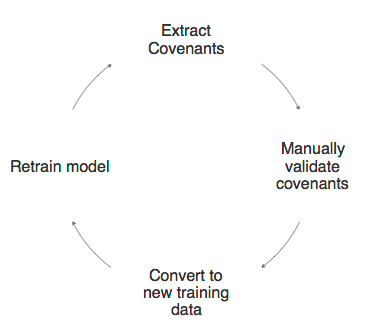 Extract
Covenants
Manually
validate
covenants
Convert to
new training
data
Retrain model